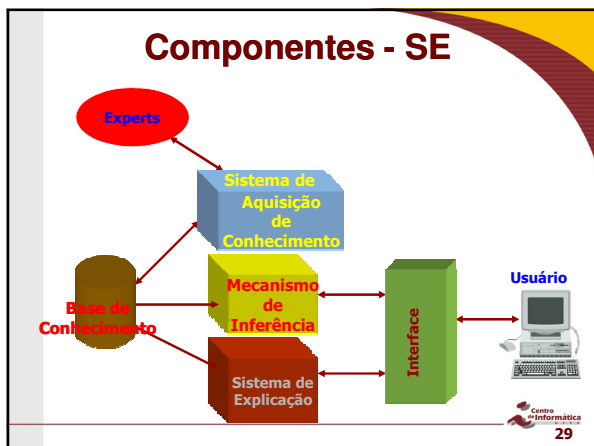 Componentes - SE
Experts
Sistema de
Aquisição
de
Conhecimento
Base de
Conhecimento
Mecanismo
de
Inferência
Sistema de
Explicação
Interface
Usuário
Centro
de Informática
UFPE
29